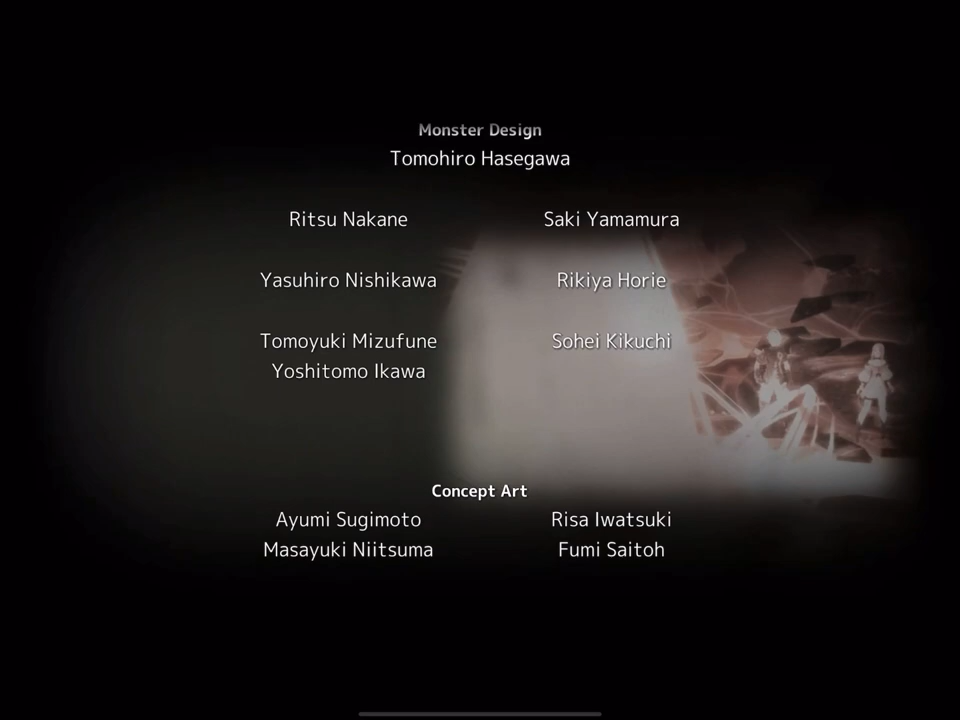 Monster Design
Tomohiro Hasegawa
Ritsu Nakane Saki Yamamura
Yasuhiro Nishikawa Rikiya Horie
Tomoyuki Mizufune Sohei Kikuchi
Yoshitomo Ikawa
Concept Art
Ayumi Sugimoto Risa Iwatsuki
Masayuki Niitsuma Fumi Saitoh